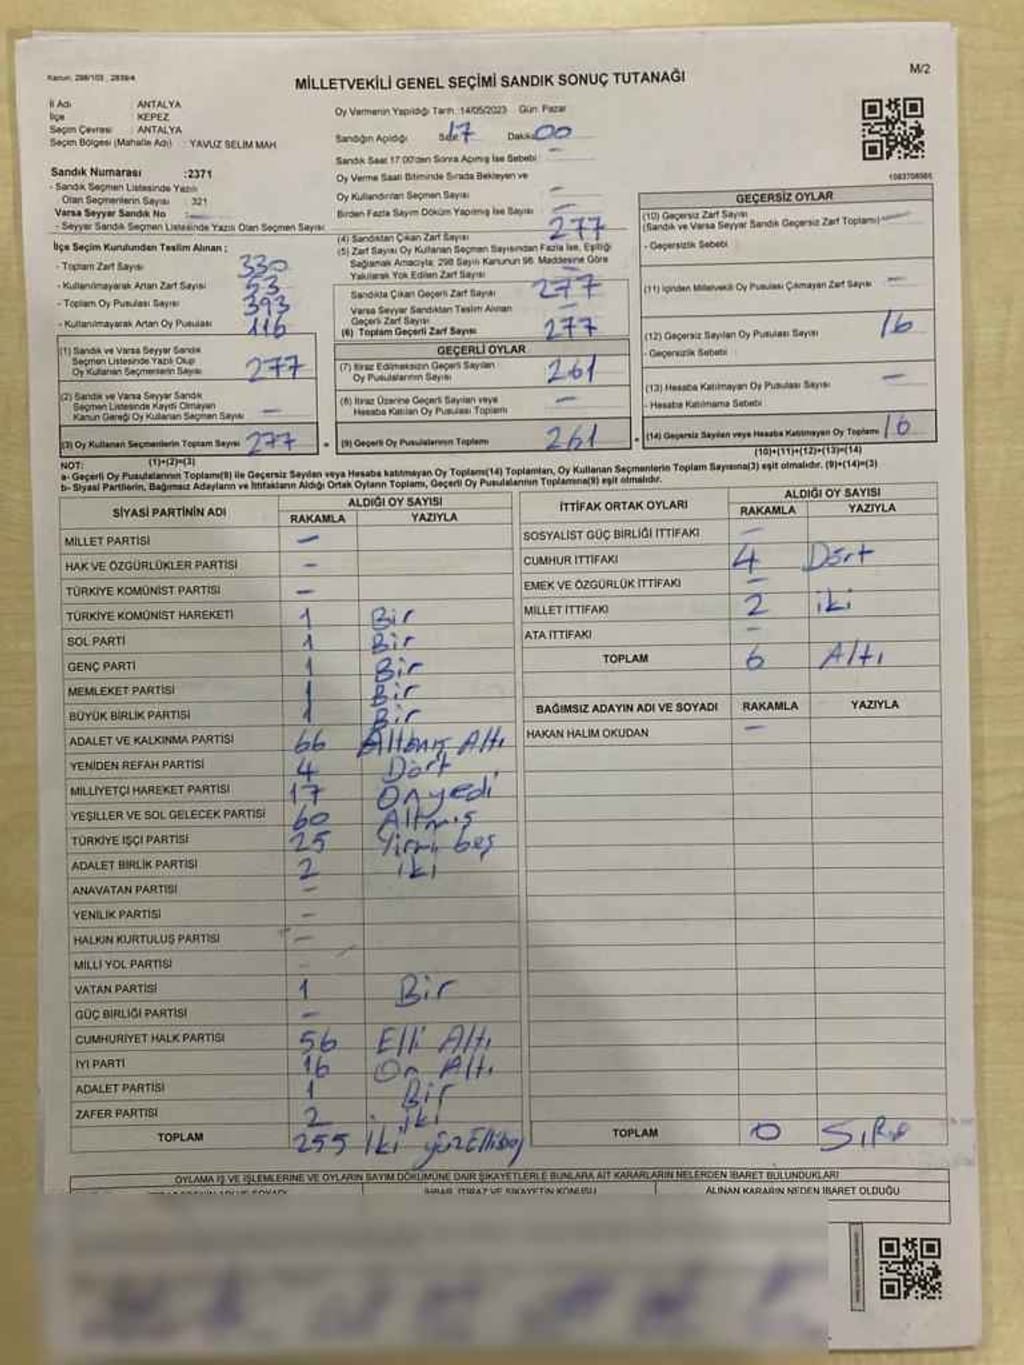 Kanun: 298/103 , 2839/4
M/2
MİLLETVEKİLİ GENEL SEÇİMİ SANDIK SONUÇ TUTANAĞI
İl Adı : ANTALYA
İlçe : KEPEZ
Seçim Çevresi : ANTALYA
Seçim Bölgesi (Mahalle Adı) : YAVUZ SELİM MAH
Sandık Numarası :2371
- Sandık Seçmen Listesinde Yazılı
Olan Seçmenlerin Sayısı : 321
Varsa Seyyar Sandık No :
- Seyyar Sandık Seçmen Listesinde Yazılı Olan Seçmen Sayısı
İlçe Seçim Kurulundan Teslim Alınan :
- Toplam Zarf Sayısı 330
- Kullanılmayarak Artan Zarf Sayısı 53
- Toplam Oy Pusulası Sayısı 393
- Kullanılmayarak Artan Oy Pusulası 116
(1) Sandık ve Varsa Seyyar Sandık
Seçmen Listesinde Yazılı Olup
Oy Kullanan Seçmenlerin Sayısı 277
(2) Sandık ve Varsa Seyyar Sandık
Seçmen Listesinde Kaydı Olmayan
Kanun Gereği Oy Kullanan Seçmen Sayısı —
(3) Oy Kullanan Seçmenlerin Toplam Sayısı 277
(1)+(2)=(3)
Oy Vermenin Yapıldığı Tarih :14/05/2023 Gün: Pazar
Sandığın Açıldığı Saat 17 Dakika 00
Sandık Saat 17:00'den Sonra Açılmış İse Sebebi —
Oy Verme Saati Bitiminde Sırada Bekleyen ve
Oy Kullandırılan Seçmen Sayısı —
Birden Fazla Sayım Döküm Yapılmış İse Sayısı —
(4) Sandıktan Çıkan Zarf Sayısı 277
(5) Zarf Sayısı Oy Kullanan Seçmen Sayısından Fazla İse, Eşitliği
Sağlamak Amacıyla; 298 Sayılı Kanunun 98. Maddesine Göre
Yakılarak Yok Edilen Zarf Sayısı —
Sandıkta Çıkan Geçerli Zarf Sayısı 277
Varsa Seyyar Sandıktan Teslim Alınan
Geçerli Zarf Sayısı —
(6) Toplam Geçerli Zarf Sayısı 277
GEÇERLİ OYLAR
(7) İtiraz Edilmeksizin Geçerli Sayılan
Oy Pusulalarının Sayısı 261
(8) İtiraz Üzerine Geçerli Sayılan veya
Hesaba Katılan Oy Pusulası Toplamı —
(9) Geçerli Oy Pusulalarının Toplamı 261
1083708985
GEÇERSİZ OYLAR
(10) Geçersiz Zarf Sayısı
(Sandık ve Varsa Seyyar Sandık Geçersiz Zarf Toplamı)
- Geçersizlik Sebebi
(11) İçinden Milletvekili Oy Pusulası Çıkmayan Zarf Sayısı —
(12) Geçersiz Sayılan Oy Pusulası Sayısı 16
- Geçersizlik Sebebi :
(13) Hesaba Katılmayan Oy Pusulası Sayısı —
- Hesaba Katılmama Sebebi
(14) Geçersiz Sayılan veya Hesaba Katılmayan Oy Toplamı 16
(10)+(11)+(12)+(13)=(14)
NOT:
a- Geçerli Oy Pusulalarının Toplamı(9) ile Geçersiz Sayılan veya Hesaba katılmayan Oy Toplamı(14) Toplamları, Oy Kullanan Seçmenlerin Toplam Sayısına(3) eşit olmalıdır. (9)+(14)=(3)
b- Siyasi Partilerin, Bağımsız Adayların ve İttifakların Aldığı Ortak Oyların Toplamı, Geçerli Oy Pusulalarının Toplamına(9) eşit olmalıdır.
SİYASİ PARTİNİN ADI ALDIĞI OY SAYISI
RAKAMLA YAZIYLA
MİLLET PARTİSİ —
HAK VE ÖZGÜRLÜKLER PARTİSİ —
TÜRKİYE KOMÜNİST PARTİSİ —
TÜRKİYE KOMÜNİST HAREKETİ 1 Bir
SOL PARTİ 1 Bir
GENÇ PARTİ 1 Bir
MEMLEKET PARTİSİ 1 Bir
BÜYÜK BİRLİK PARTİSİ 1 Bir
ADALET VE KALKINMA PARTİSİ 66 Altmış Altı
YENİDEN REFAH PARTİSİ 4 Dört
MİLLİYETÇİ HAREKET PARTİSİ 17 Onyedi
YEŞİLLER VE SOL GELECEK PARTİSİ 60 Altmış
TÜRKİYE İŞÇİ PARTİSİ 25 Yirmi beş
ADALET BİRLİK PARTİSİ 2 iki
ANAVATAN PARTİSİ —
YENİLİK PARTİSİ —
HALKIN KURTULUŞ PARTİSİ —
MİLLİ YOL PARTİSİ —
VATAN PARTİSİ 1 Bir
GÜÇ BİRLİĞİ PARTİSİ —
CUMHURİYET HALK PARTİSİ 56 Elli Altı
İYİ PARTİ 16 On Altı
ADALET PARTİSİ 1 Bir
ZAFER PARTİSİ 2 iki
TOPLAM 255 İki yüzEllibeş
İTTİFAK ORTAK OYLARI ALDIĞI OY SAYISI
RAKAMLA YAZIYLA
SOSYALİST GÜÇ BİRLİĞİ İTTİFAKI —
CUMHUR İTTİFAKI 4 Dört
EMEK VE ÖZGÜRLÜK İTTİFAKI —
MİLLET İTTİFAKI 2 iki
ATA İTTİFAKI —
TOPLAM 6 Altı
BAĞIMSIZ ADAYIN ADI VE SOYADI RAKAMLA YAZIYLA
HAKAN HALİM OKUDAN —
TOPLAM 0 Sıfır
OYLAMA İŞ VE İŞLEMLERİNE VE OYLARIN SAYIM DÖKÜMÜNE DAİR ŞİKAYETLERLE BUNLARA AİT KARARLARIN NELERDEN İBARET BULUNDUKLARI
İHBAR, İTİRAZ VE ŞİKAYETİN KONUSU ALINAN KARARIN NEDEN İBARET OLDUĞU